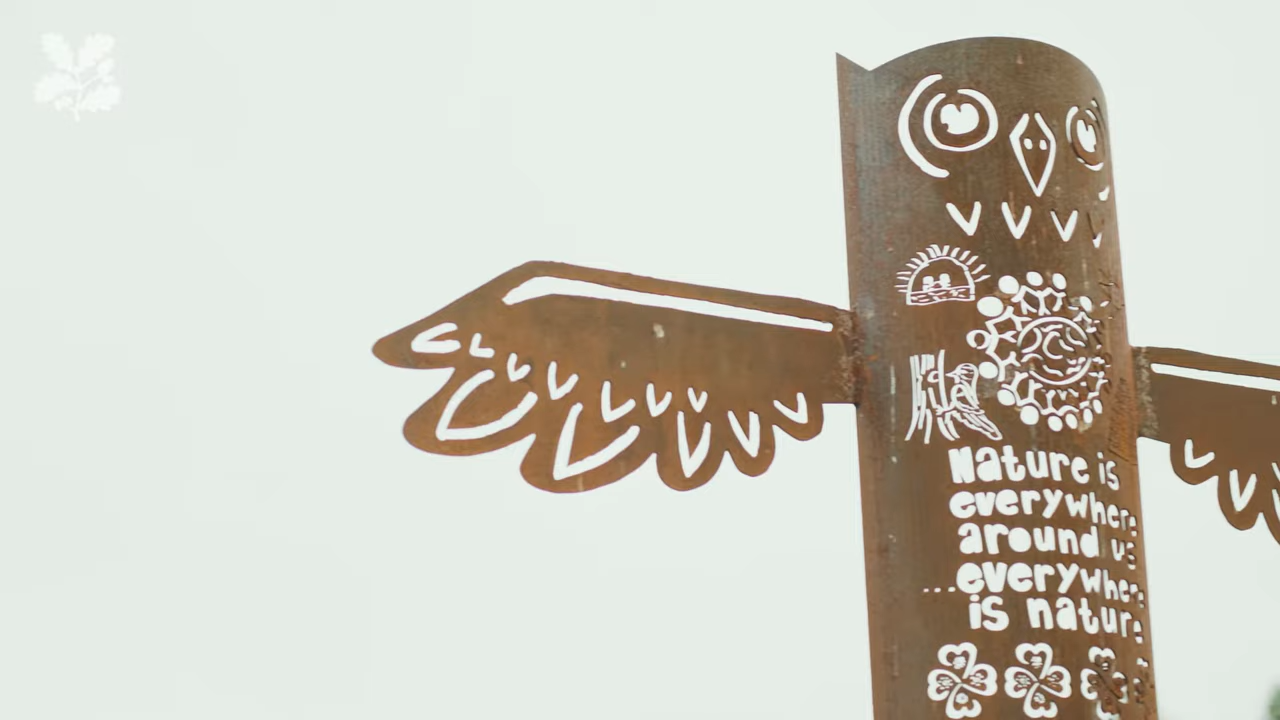 Nature is
everywhere
around us
...everywhere
is nature